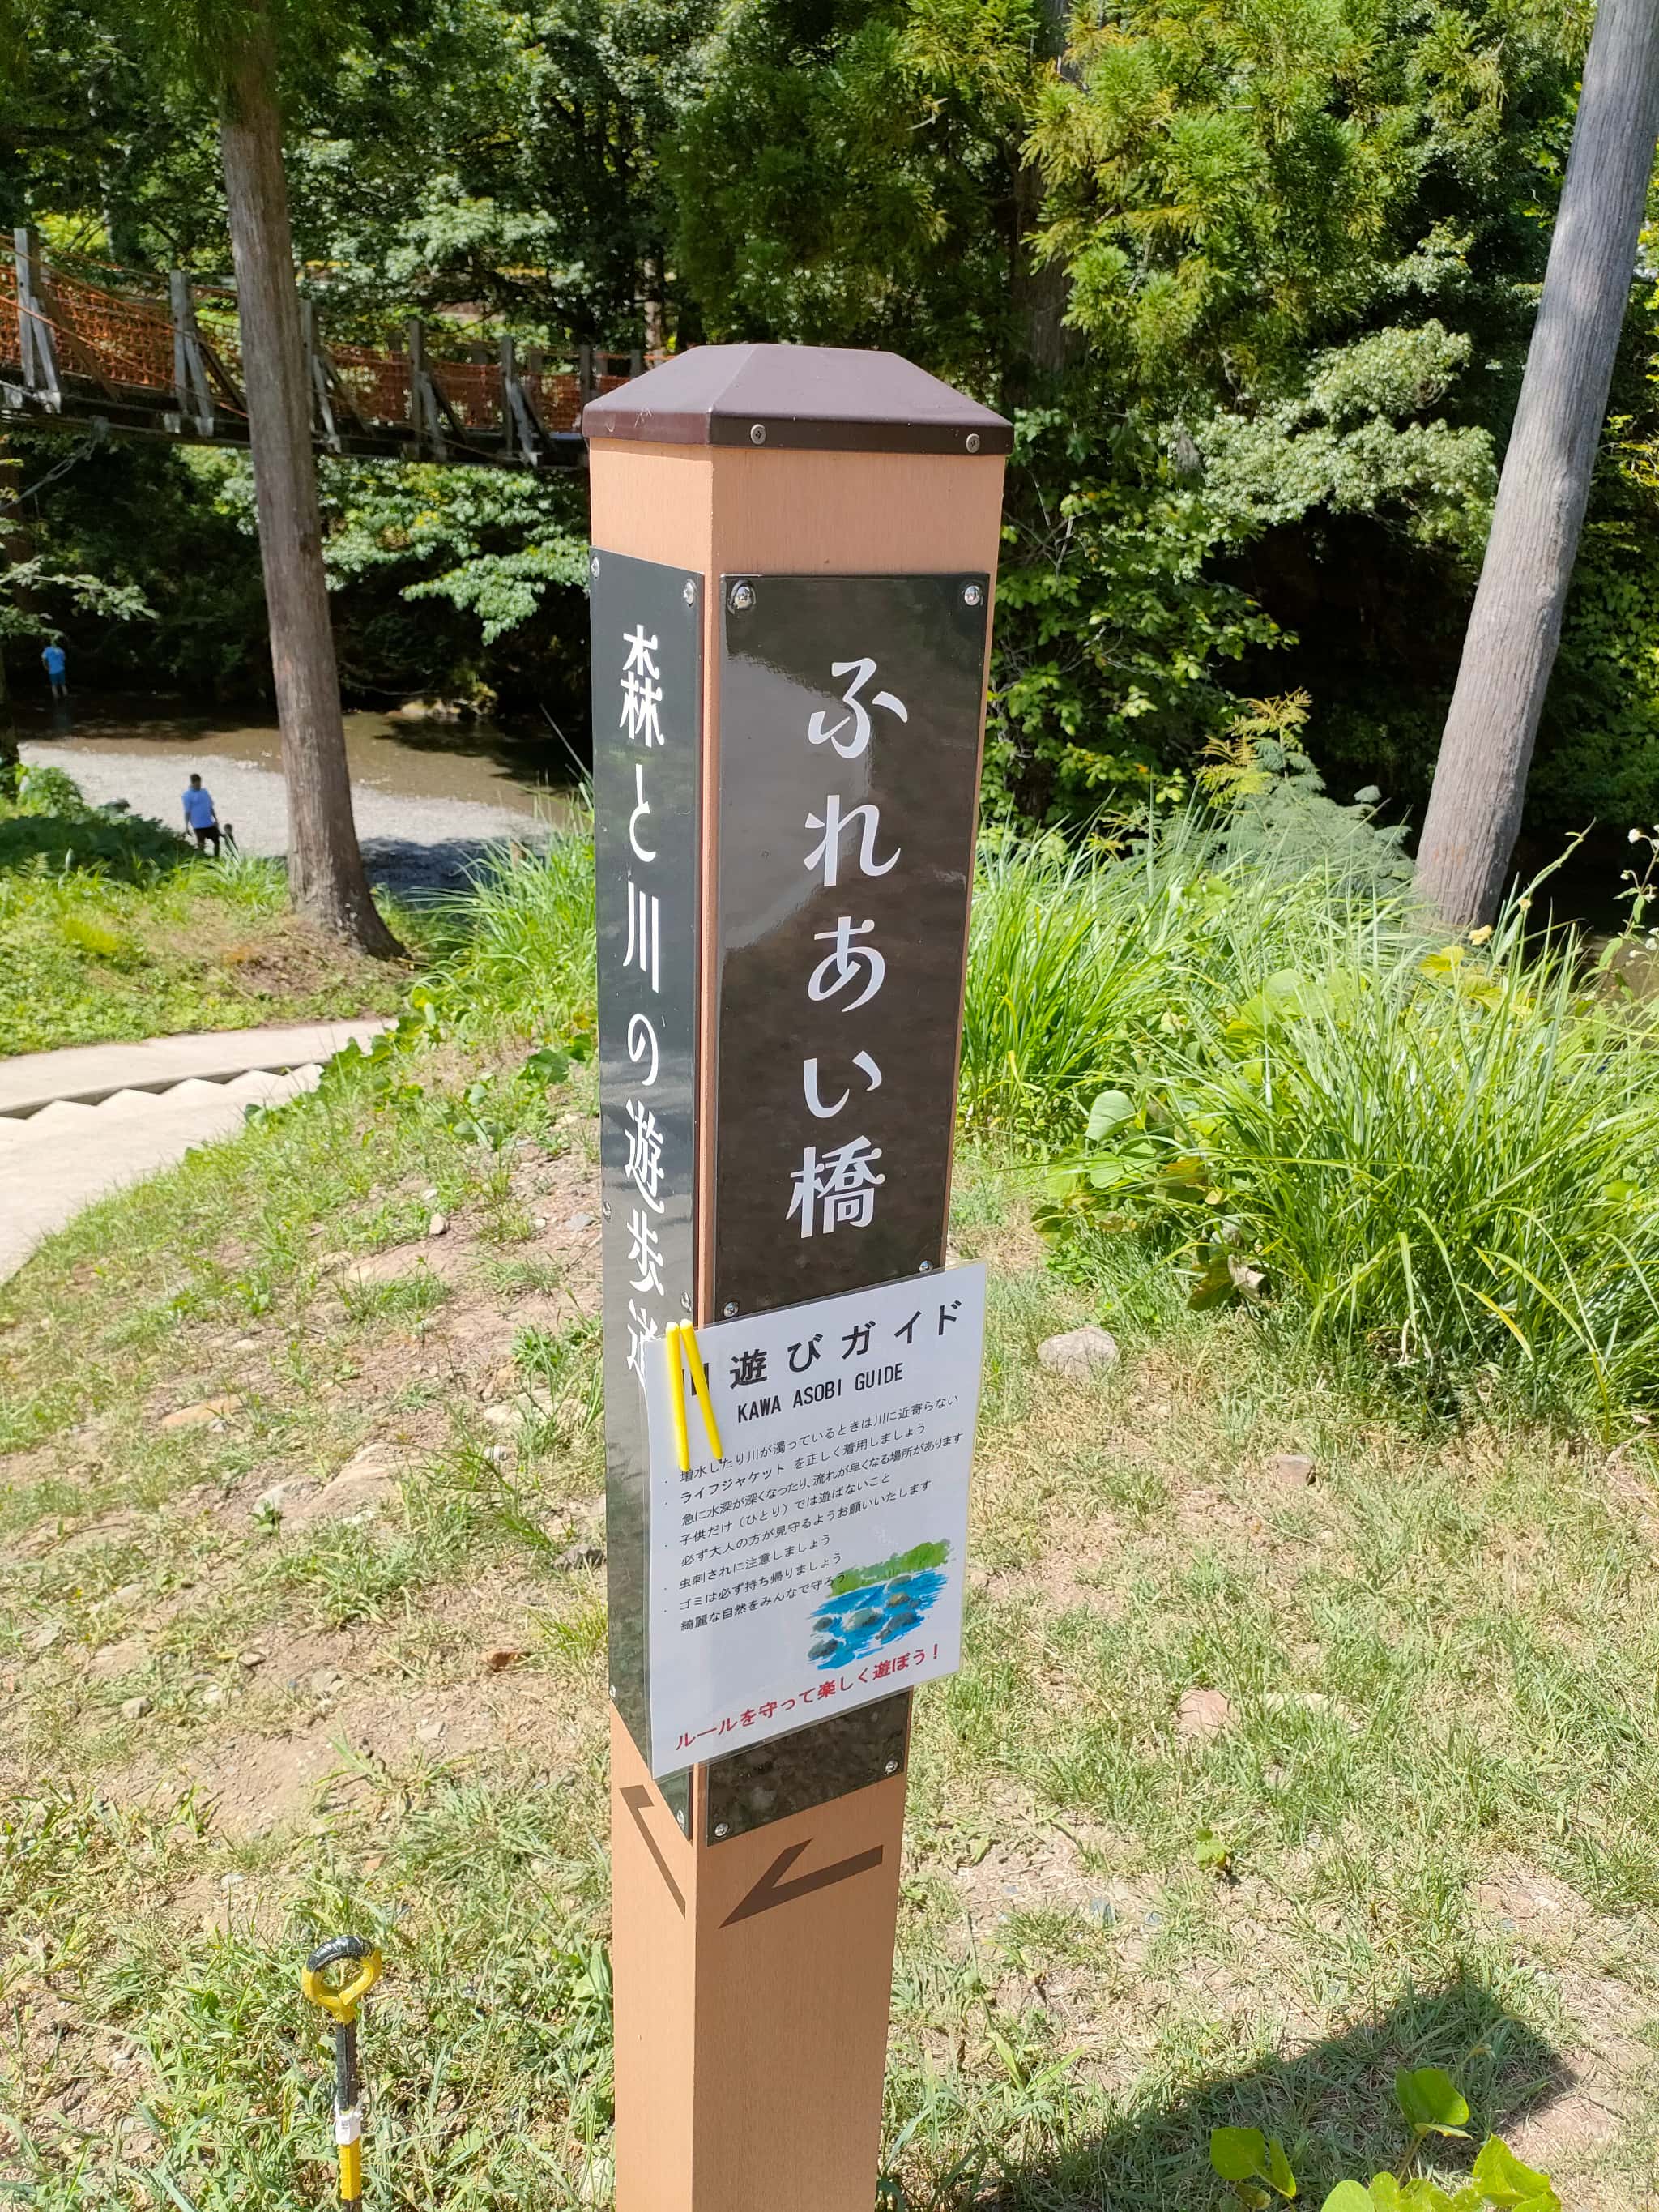 森と川の遊歩道
ふれあい橋
川遊びガイド
KAWA ASOBI GUIDE
・増水したり川が濁っているときは川に近寄らない
・ライフジャケット を正しく着用しましょう
急に水深が深くなったり、流れが早くなる場所があります
・子供だけ（ひとり）では遊ばないこと
必ず大人の方が見守るようお願いいたします
・虫刺されに注意しましょう
・ゴミは必ず持ち帰りましょう
綺麗な自然をみんなで守ろう
ルールを守って楽しく遊ぼう！